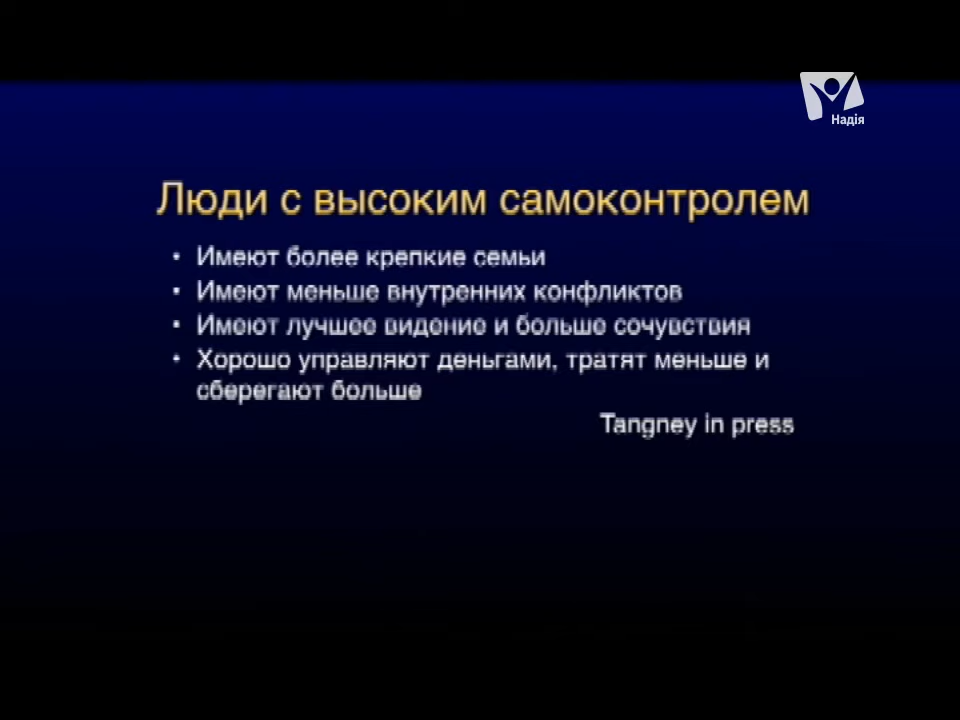 Надія
Люди с высоким самоконтролем
• Имеют более крепкие семьи
• Имеют меньше внутренних конфликтов
• Имеют лучшее видение и больше сочувствия
• Хорошо управляют деньгами, тратят меньше и
сберегают больше
Tangney in press